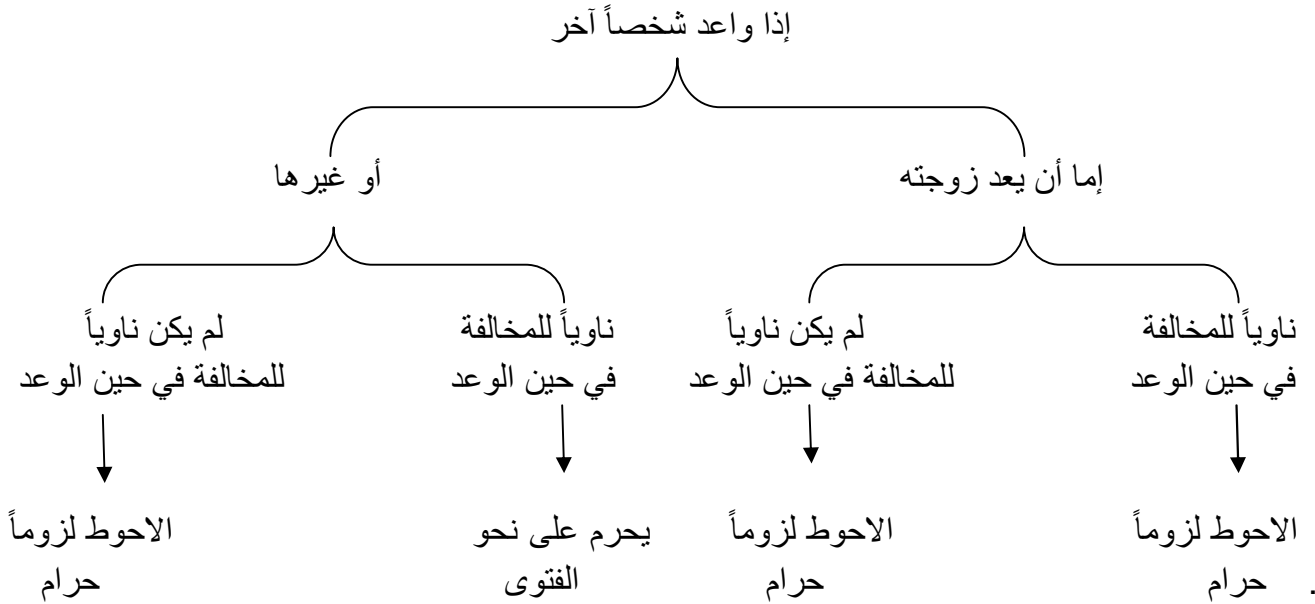 إذا واعد شخصاً آخر
إما أن يعد زوجته
أو غيرها
ناوياً للمخالفة
في حين الوعد
لم يكن ناوياً
للمخالفة في حين الوعد
ناوياً للمخالفة
في حين الوعد
لم يكن ناوياً
للمخالفة في حين الوعد
الاحوط لزوماً
حرام .
الاحوط لزوماً
حرام
يحرم على نحو
الفتوى
الاحوط لزوماً
حرام